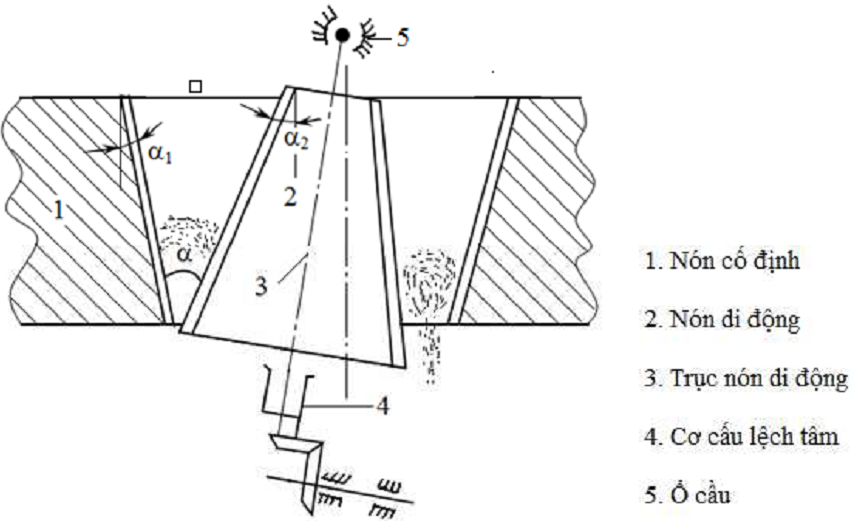 5
α₁
α₂
1
2
α
3
4
1. Nón cố định
2. Nón di động
3. Trục nón di động
4. Cơ cấu lệch tâm
5. Ổ cầu